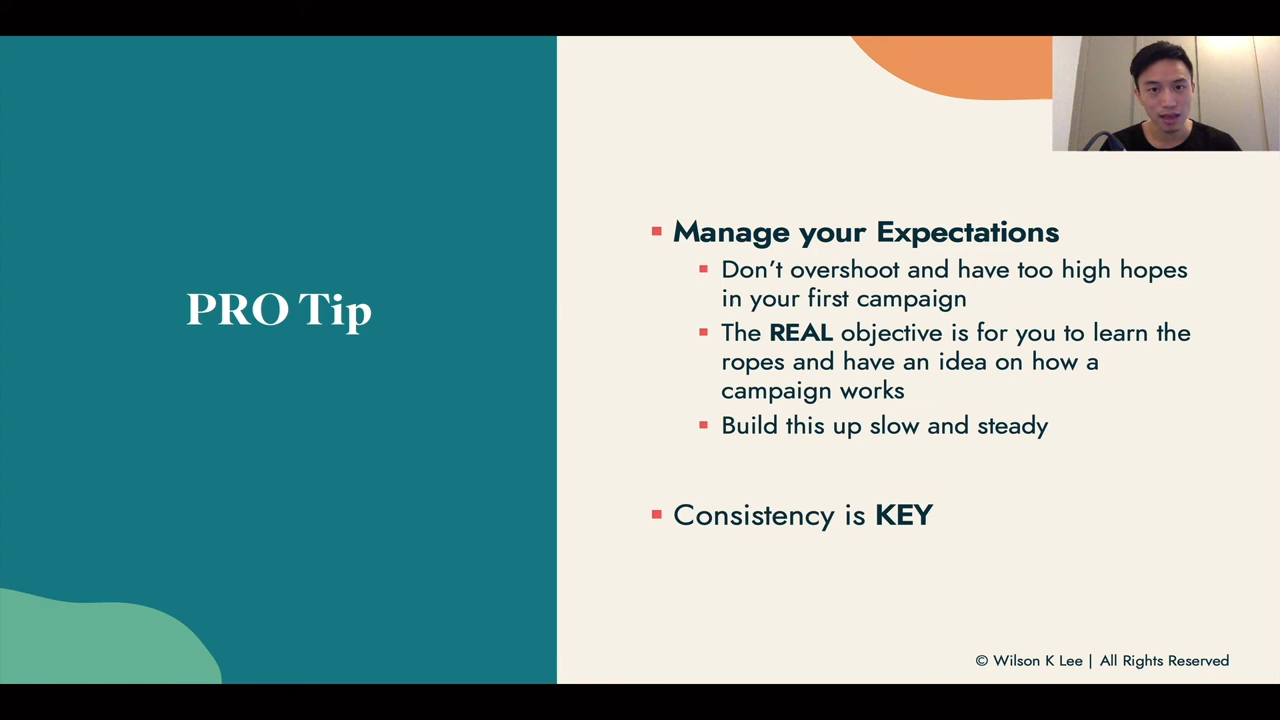 PRO Tip
Manage your Expectations
Don’t overshoot and have too high hopes
in your first campaign
The REAL objective is for you to learn the
ropes and have an idea on how a
campaign works
Build this up slow and steady
Consistency is KEY
© Wilson K Lee | All Rights Reserved